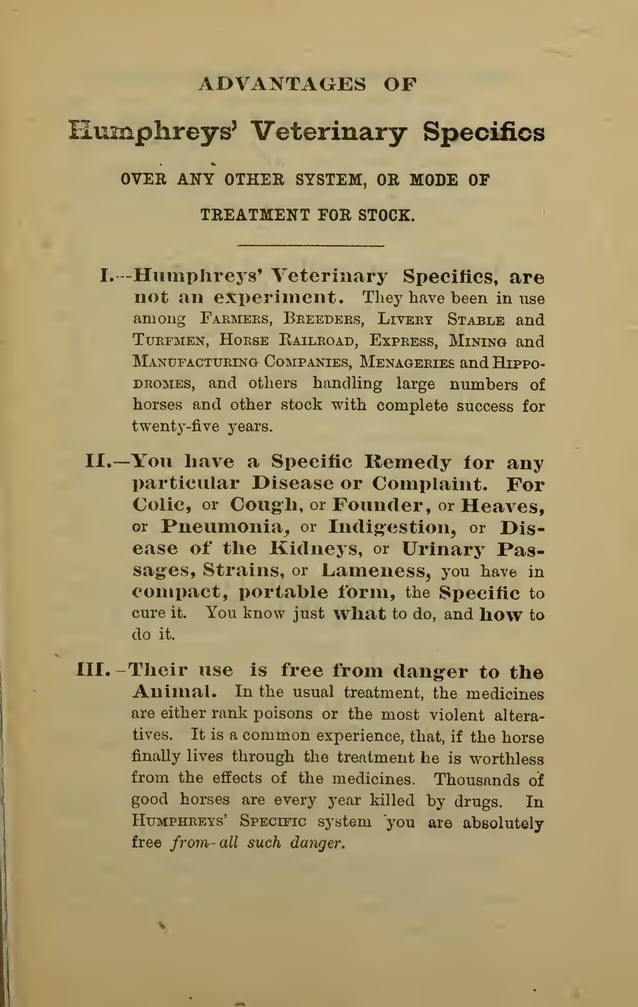 ADVANTAGES OF
Humphreys' Veterinary Specifics
OVER ANY OTHER SYSTEM, OR MODE OF
TREATMENT FOR STOCK.
I.—Humphreys' Veterinary Specifics, are
not an experiment. They have been in use
among FARMERS, BREEDERS, LIVERY STABLE and
TURFMEN, HORSE RAILROAD, EXPRESS, MINING and
MANUFACTURING COMPANIES, MENAGERIES and HIPPO-
DROMES, and others handling large numbers of
horses and other stock with complete success for
twenty-five years.
II.—You have a Specific Remedy for any
particular Disease or Complaint. For
Colic, or Cough, or Founder, or Heaves,
or Pneumonia, or Indigestion, or Dis-
ease of the Kidneys, or Urinary Pas-
sages, Strains, or Lameness, you have in
compact, portable form, the Specific to
cure it. You know just what to do, and how to
do it.
III.-Their use is free from danger to the
Animal. In the usual treatment, the medicines
are either rank poisons or the most violent altera-
tives. It is a common experience, that, if the horse
finally lives through the treatment he is worthless
from the effects of the medicines. Thousands of
good horses are every year killed by drugs. In
HUMPHREYS' SPECIFIC system you are absolutely
free from all such danger.